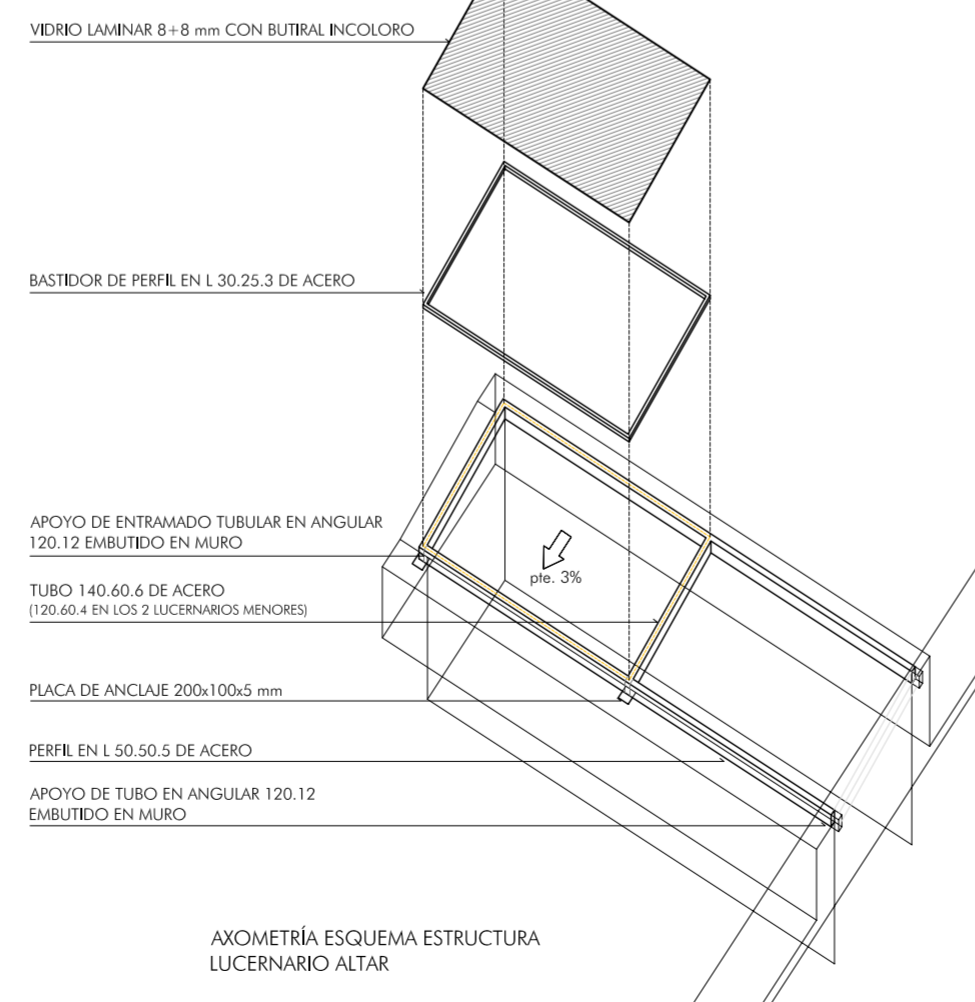 VIDRIO LAMINAR 8+8 mm CON BUTIRAL INCOLORO
BASTIDOR DE PERFIL EN L 30.25.3 DE ACERO
APOYO DE ENTRAMADO TUBULAR EN ANGULAR
120.12 EMBUTIDO EN MURO
pte. 3%
TUBO 140.60.6 DE ACERO
(120.60.4 EN LOS 2 LUCERNARIOS MENORES)
PLACA DE ANCLAJE 200x100x5 mm
PERFIL EN L 50.50.5 DE ACERO
APOYO DE TUBO EN ANGULAR 120.12
EMBUTIDO EN MURO
AXOMETRÍA ESQUEMA ESTRUCTURA
LUCERNARIO ALTAR